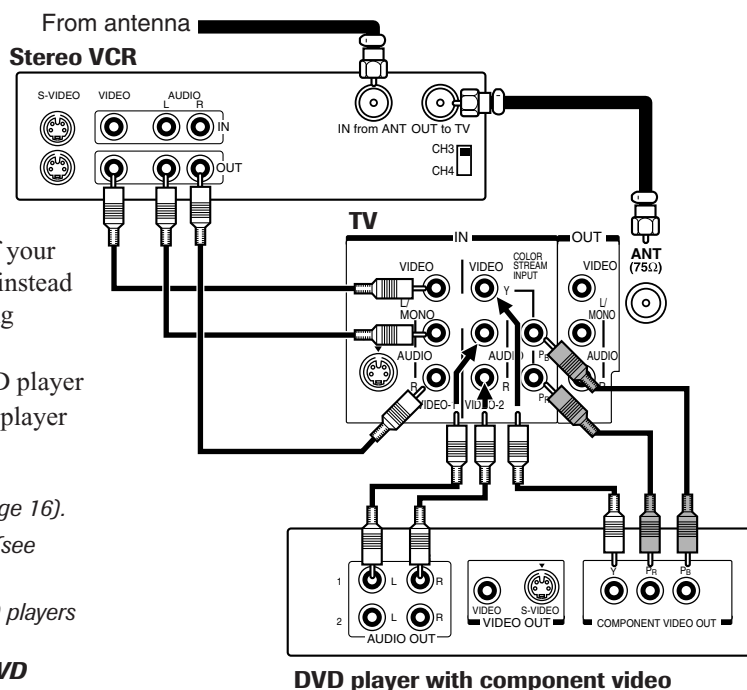 From antenna
Stereo VCR
S-VIDEO VIDEO AUDIO
L R
IN
IN from ANT OUT to TV
CH3
CH4
OUT
TV
IN OUT
ANT
(75Ω)
VIDEO VIDEO COLOR STREAM INPUT VIDEO
Y
L/ MONO L/ MONO
PB
AUDIO AUDIO AUDIO
R R PR R
VIDEO-1 VIDEO-2
f your
instead
g
D player
player
ge 16).
(see
players
VD
1 L R
2 L R
AUDIO OUT
VIDEO S-VIDEO
VIDEO OUT
Y PR PB
COMPONENT VIDEO OUT
DVD player with component video